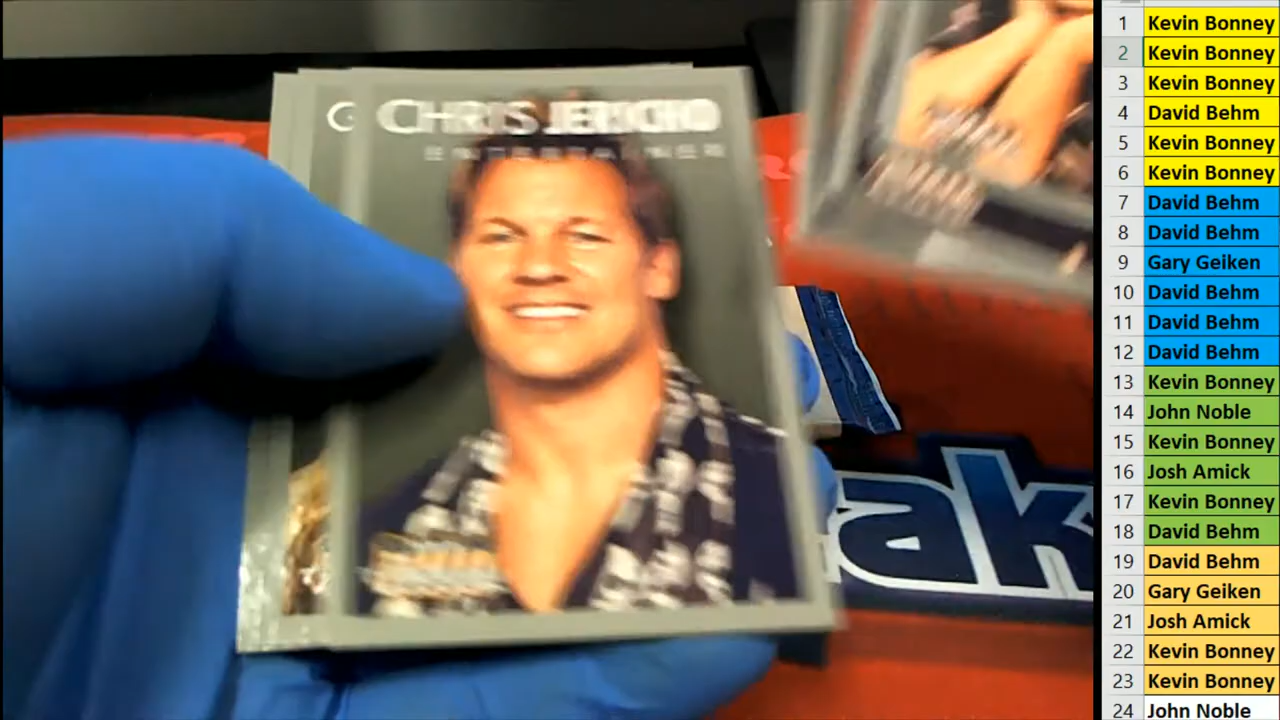 CHRIS JERICHO
ENTERTAINER
G
ak
1 Kevin Bonney
2 Kevin Bonney
3 Kevin Bonney
4 David Behm
5 Kevin Bonney
6 Kevin Bonney
7 David Behm
8 David Behm
9 Gary Geiken
10 David Behm
11 David Behm
12 David Behm
13 Kevin Bonney
14 John Noble
15 Kevin Bonney
16 Josh Amick
17 Kevin Bonney
18 David Behm
19 David Behm
20 Gary Geiken
21 Josh Amick
22 Kevin Bonney
23 Kevin Bonney
24 John Noble